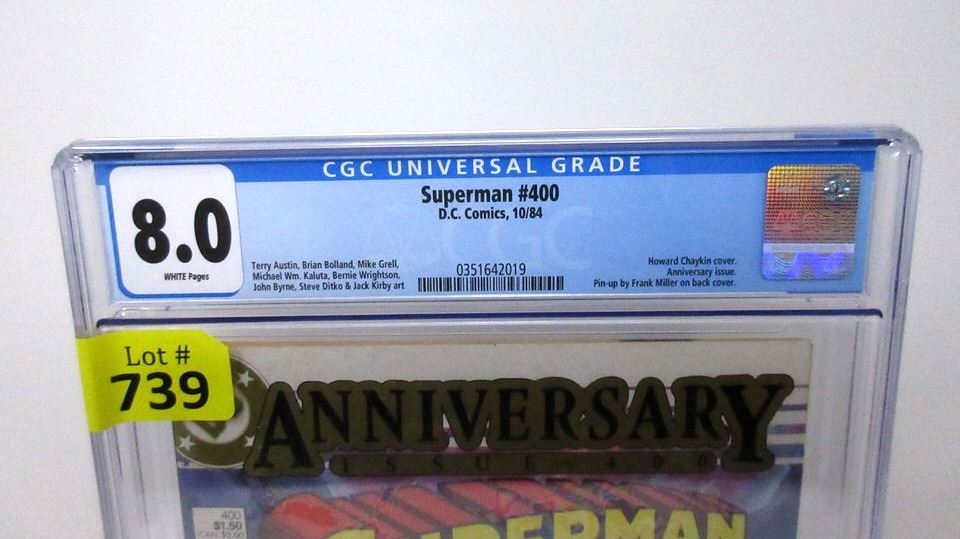 CGC UNIVERSAL GRADE
8.0
WHITE Pages
Superman #400
D.C. Comics, 10/84
Terry Austin, Brian Bolland, Mike Grell,
Michael Wm. Kaluta, Bernie Wrightson,
John Byrne, Steve Ditko & Jack Kirby art
0351642019
Howard Chaykin cover.
Anniversary issue.
Pin-up by Frank Miller on back cover.
CGC
Lot #
739
ANNIVERSARY
ISSUE • 400
400
$1.50
SUPERMAN